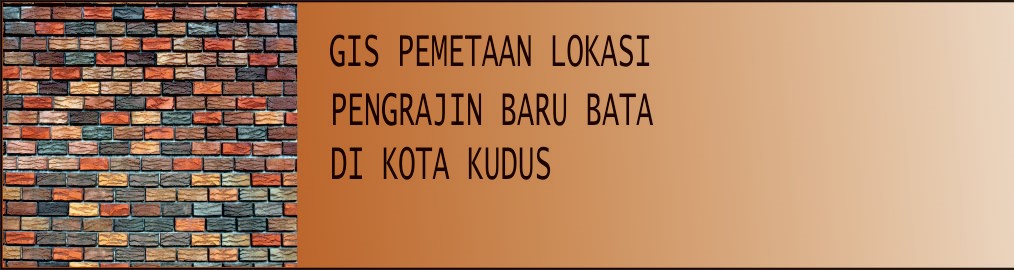 GIS PEMETAAN LOKASI
PENGRAJIN BARU BATA
DI KOTA KUDUS